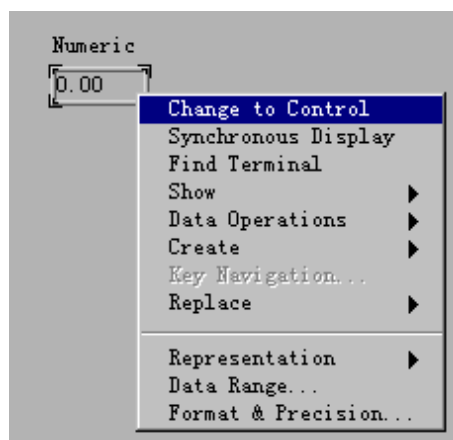 Numeric
0.00
Change to Control
Synchronous Display
Find Terminal
Show
Data Operations
Create
Key Navigation...
Replace
Representation
Data Range...
Format & Precision...